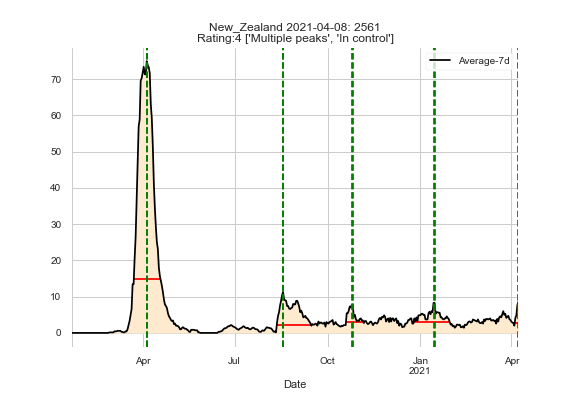 New_Zealand 2021-04-08: 2561
Rating:4 ['Multiple peaks', 'In control']
Average-7d
70
60
50
40
30
20
10
0
Apr
Jul
Oct
Jan
2021
Apr
Date